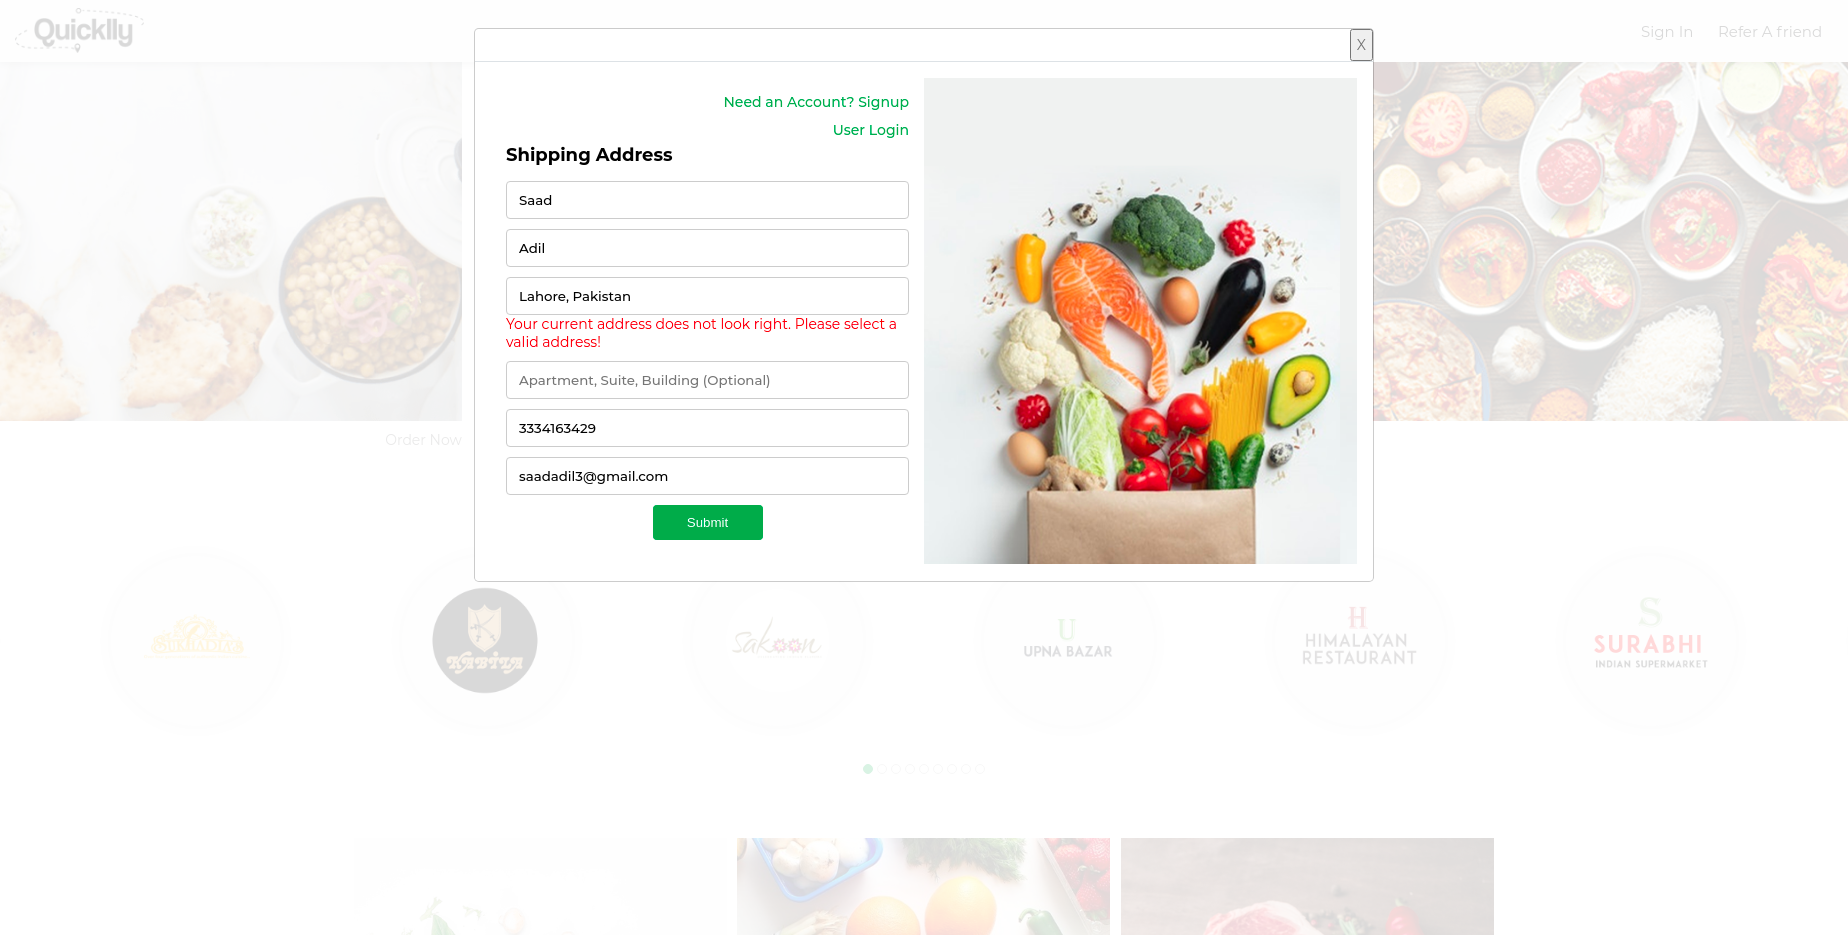 Quicklly
Sign In
Refer A friend
X
Need an Account? Signup
User Login
Shipping Address
Saad
Adil
Lahore, Pakistan
Your current address does not look right. Please select a
valid address!
Apartment, Suite, Building (Optional)
3334163429
saadadil3@gmail.com
Submit
Order Now
SUKHADIA'S
KABILA
sakoon
U
UPNA BAZAR
H
HIMALAYAN
RESTAURANT
S
SURABHI
INDIAN SUPERMARKET